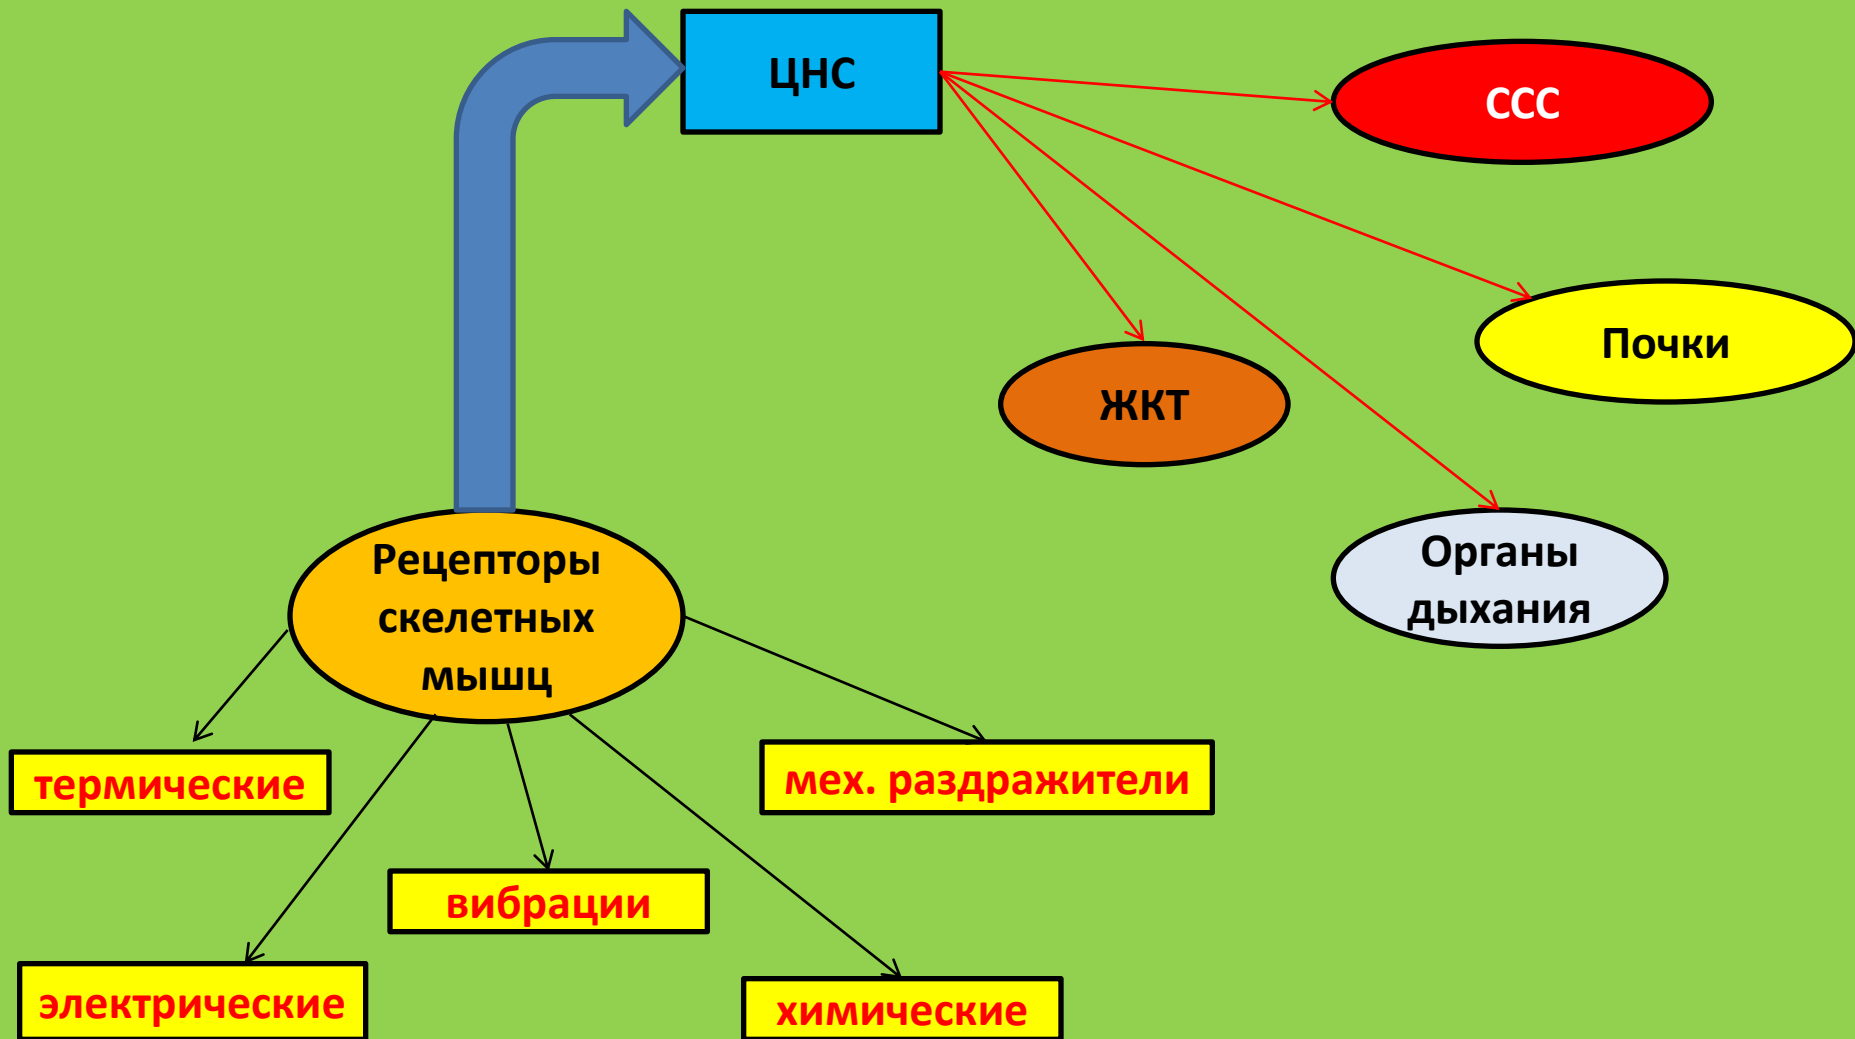 ЦНС
ССС
Почки
ЖКТ
Органы
дыхания
Рецепторы
скелетных
мышц
термические
мех. раздражители
вибрации
электрические
химические